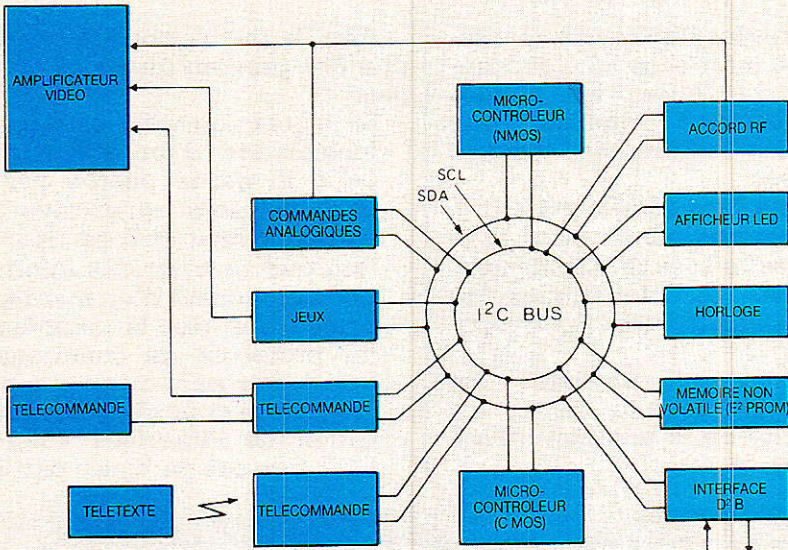 AMPLIFICATEUR
VIDEO
MICRO-
CONTROLEUR
(NMOS)
ACCORD RF
SCL
SDA
COMMANDES
ANALOGIQUES
AFFICHEUR LED
I²C BUS
JEUX
HORLOGE
TELECOMMANDE
TELECOMMANDE
MEMOIRE NON
VOLATILE (E² PROM)
TELETEXTE
TELECOMMANDE
MICRO-
CONTROLEUR
(C MOS)
INTERFACE
D² B